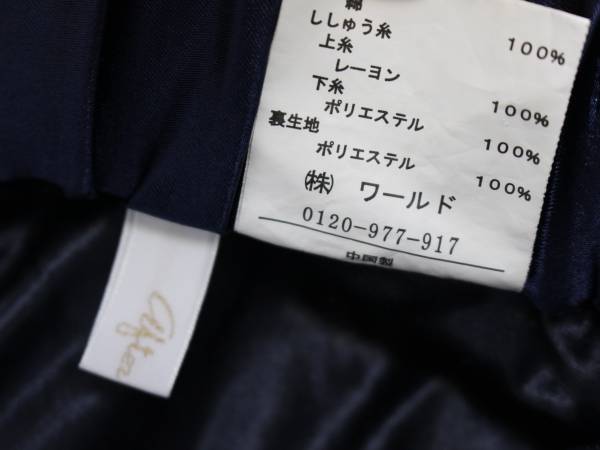 綿 100%
ししゅう糸
上糸
レーヨン 100%
下糸
ポリエステル 100%
裏生地
ポリエステル 100%
㈱ ワールド
0120-977-917
中国製